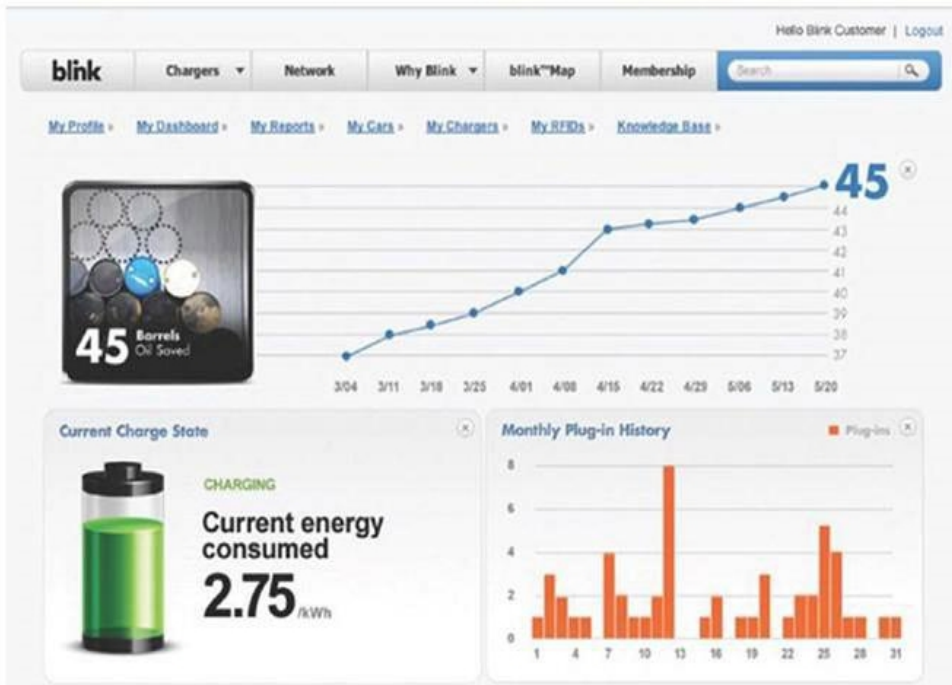 Hello Blink Customer | Logout
blink Chargers Network Why Blink blink™Map Membership Search
My Profile » My Dashboard » My Reports » My Cars » My Chargers » My RFIDs » Knowledge Base »
45
44
43
42
41
40
39
38
37
45 Barrels
Oil Saved
3/04 3/11 3/18 3/25 4/01 4/08 4/15 4/22 4/29 5/06 5/13 5/20
Current Charge State
CHARGING
Current energy
consumed
2.75 /kWh
Monthly Plug-in History
Plug-ins
8
6
4
2
0
1 4 7 10 13 16 19 22 25 28 31